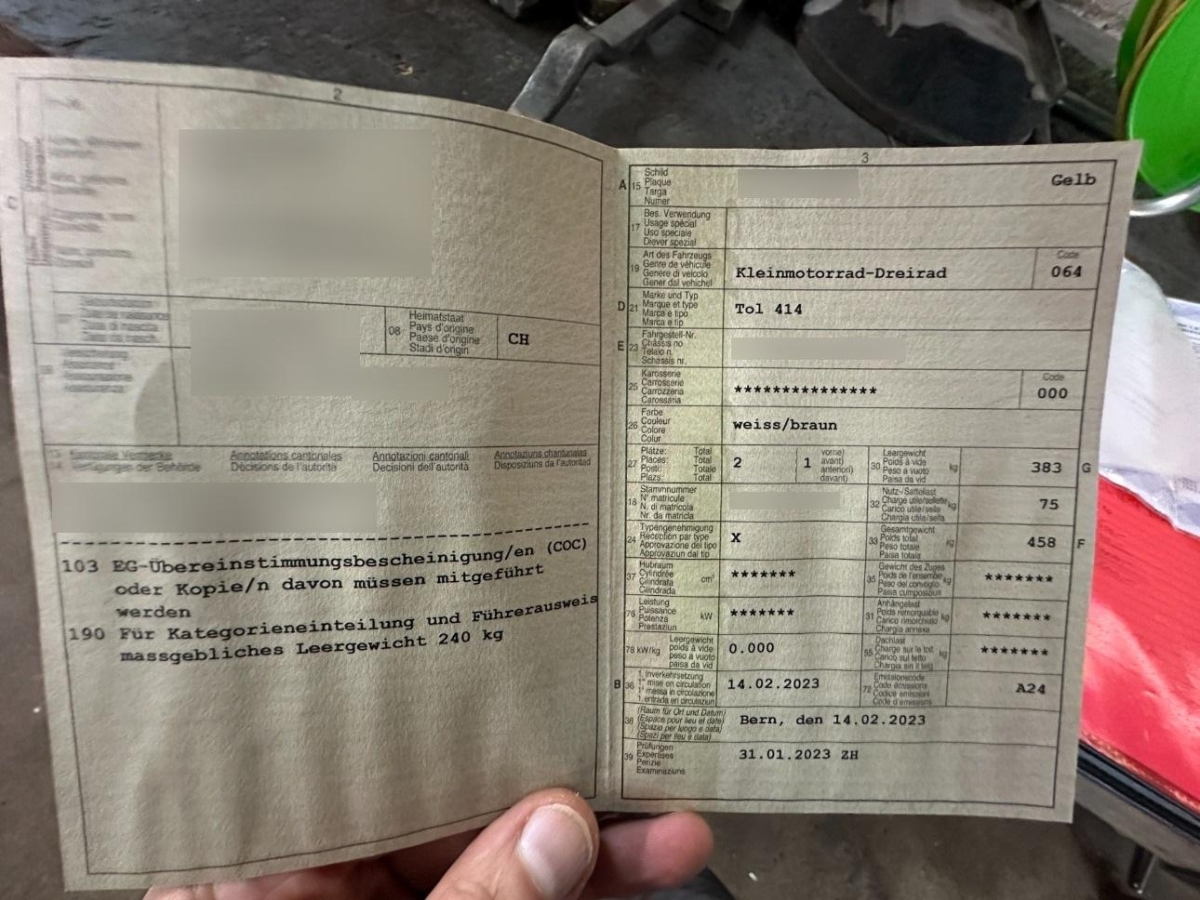 2
08
Heimatstaat
Pays d'origine
Paese d'origine
Stadi d'origin
CH
Annotations cantonales
Annotazioni cantonali
Annotaziuns chantunalas
Verfügungen der Behörde
Décisions de l'autorité
Decisioni dell'autorità
Disposiziuns da l'autoritad
103 EG-Übereinstimmungsbescheinigung/en (COC)
oder Kopie/n davon müssen mitgeführt
werden
190 Für Kategorieneinteilung und Führerausweis
massgebliches Leergewicht 240 kg
3
A 15
Schild
Plaque
Targa
Numer
Gelb
17
Bes. Verwendung
Usage spécial
Uso speciale
Diever spezial
19
Art des Fahrzeugs
Genre de véhicule
Genere di veicolo
Gener dal vehichel
Kleinmotorrad-Dreirad
Code
064
D 21
Marke und Typ
Marque et type
Marca e tipo
Marca e tip
Tol 414
E 23
Fahrgestell-Nr.
Châssis no
Telaio n.
Schassis nr.
25
Karosserie
Carrosserie
Carrozzeria
Carossaria
***************
Code
000
26
Farbe
Couleur
Colore
Colur
weiss/braun
27
Plätze: Total
Places: Total
Posti: Totale
Plazs: Total
2
1
vorne)
avant)
anteriori)
davant)
30
Leergewicht
Poids à vide
Peso a vuoto
Paisa da vid
kg
383
G
18
Stammnummer
N° matricule
N. di matricola
Nr. da matricla
32
Nutz-/Sattellast
Charge utile/sellette
Carico utile/sella
Chargia utila/sella
kg
75
24
Typengenehmigung
Réception par type
Approvazione del tipo
Approvaziun dal tip
X
33
Gesamtgewicht
Poids total
Peso totale
Paisa totala
kg
458
F
37
Hubraum
Cylindrée
Cilindrata
Cilindrada
cm³
*******
35
Gewicht des Zuges
Poids de l'ensemble
Peso del convoglio
Paisa cumposiziun
kg
*******
76
Leistung
Puissance
Potenza
Prestaziun
kW
*******
31
Anhängelast
Poids remorquable
Carico rimorchiato
Chargia annexa
kg
*******
78 kW/kg
Leergewicht
poids à vide
peso a vuoto
paisa da vid
0.000
55
Dachlast
Charge sur le toit
Carico sul tetto
Chargia sin il tetg
kg
*******
B 36
1. Inverkehrsetzung
1re mise en circulation
1a messa in circolazione
1. entrada en circulaziun
14.02.2023
72
Emissionscode
Code émissions
Codice emissioni
Code d'emissiuns
A24
38
(Raum für Ort und Datum)
(Espace pour lieu et date)
(Spazio per luogo e data)
(Spazi per lieu e data)
Bern, den 14.02.2023
39
Prüfungen
Expertises
Perizie
Examinaziuns
31.01.2023 ZH